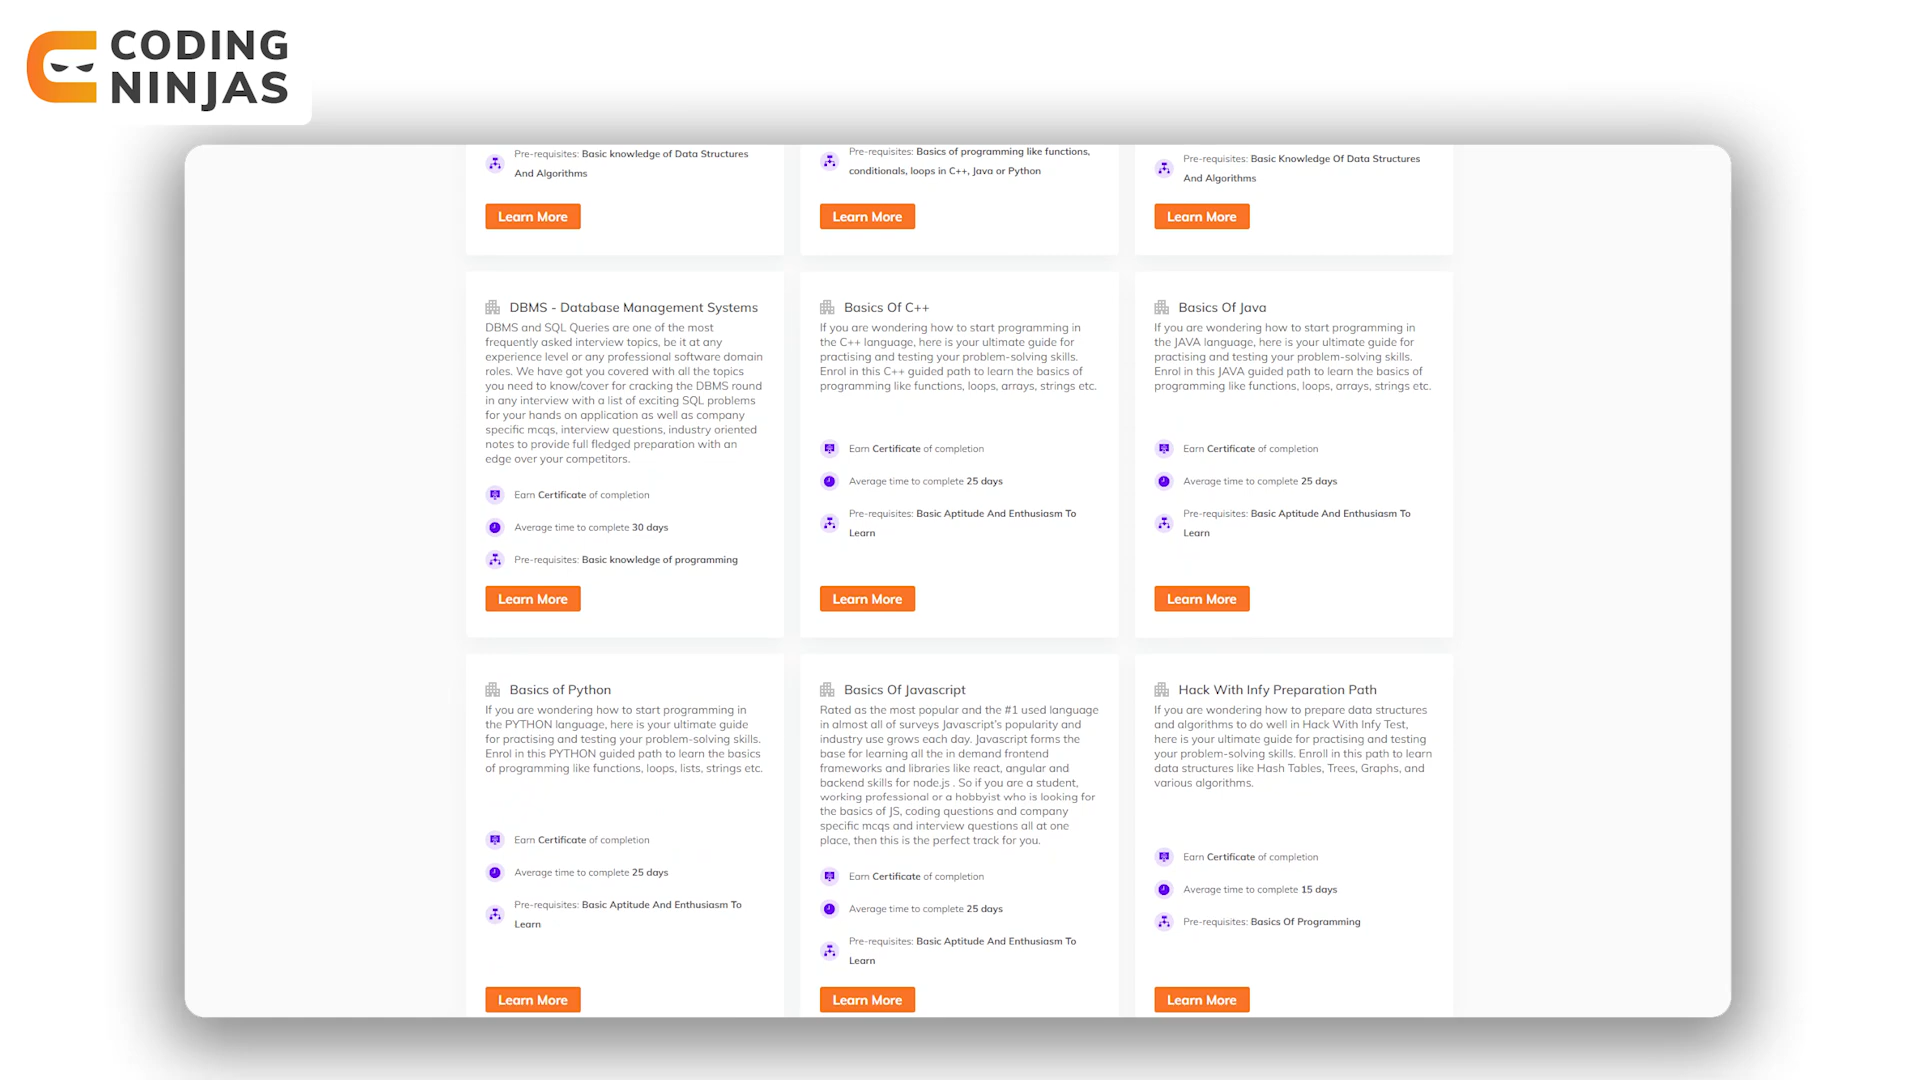 CODING
NINJAS
Pre-requisites: Basic knowledge of Data Structures
And Algorithms
Learn More
Pre-requisites: Basics of programming like functions,
conditionals, loops in C++, Java or Python
Learn More
Pre-requisites: Basic Knowledge Of Data Structures
And Algorithms
Learn More
DBMS - Database Management Systems
DBMS and SQL Queries are one of the most
frequently asked interview topics, be it at any
experience level or any professional software domain
roles. We have got you covered with all the topics
you need to know/cover for cracking the DBMS round
in any interview with a list of exciting SQL problems
for your hands on application as well as company
specific mcqs, interview questions, industry oriented
notes to provide full fledged preparation with an
edge over your competitors.
Earn Certificate of completion
Average time to complete 30 days
Pre-requisites: Basic knowledge of programming
Learn More
Basics Of C++
If you are wondering how to start programming in
the C++ language, here is your ultimate guide for
practising and testing your problem-solving skills.
Enrol in this C++ guided path to learn the basics of
programming like functions, loops, arrays, strings etc.
Earn Certificate of completion
Average time to complete 25 days
Pre-requisites: Basic Aptitude And Enthusiasm To
Learn
Learn More
Basics Of Java
If you are wondering how to start programming in
the JAVA language, here is your ultimate guide for
practising and testing your problem-solving skills.
Enrol in this JAVA guided path to learn the basics of
programming like functions, loops, arrays, strings etc.
Earn Certificate of completion
Average time to complete 25 days
Pre-requisites: Basic Aptitude And Enthusiasm To
Learn
Learn More
Basics of Python
If you are wondering how to start programming in
the PYTHON language, here is your ultimate guide
for practising and testing your problem-solving skills.
Enrol in this PYTHON guided path to learn the basics
of programming like functions, loops, lists, strings etc.
Earn Certificate of completion
Average time to complete 25 days
Pre-requisites: Basic Aptitude And Enthusiasm To
Learn
Learn More
Basics Of Javascript
Rated as the most popular and the #1 used language
in almost all of surveys Javascript's popularity and
industry use grows each day. Javascript forms the
base for learning all the in demand frontend
frameworks and libraries like react, angular and
backend skills for node.js . So if you are a student,
working professional or a hobbyist who is looking for
the basics of JS, coding questions and company
specific mcqs and interview questions all at one
place, then this is the perfect track for you.
Earn Certificate of completion
Average time to complete 25 days
Pre-requisites: Basic Aptitude And Enthusiasm To
Learn
Learn More
Hack With Infy Preparation Path
If you are wondering how to prepare data structures
and algorithms to do well in Hack With Infy Test,
here is your ultimate guide for practising and testing
your problem-solving skills. Enroll in this path to learn
data structures like Hash Tables, Trees, Graphs, and
various algorithms.
Earn Certificate of completion
Average time to complete 15 days
Pre-requisites: Basics Of Programming
Learn More